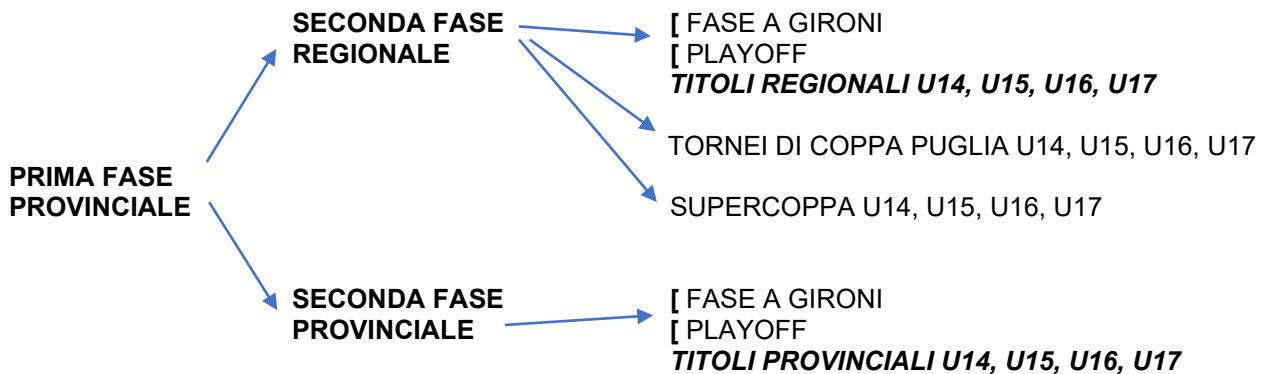 SECONDA FASE
REGIONALE
[ FASE A GIRONI
[ PLAYOFF
TITOLI REGIONALI U14, U15, U16, U17
TORNEI DI COPPA PUGLIA U14, U15, U16, U17
PRIMA FASE
PROVINCIALE
SUPERCOPPA U14, U15, U16, U17
SECONDA FASE
PROVINCIALE
[ FASE A GIRONI
[ PLAYOFF
TITOLI PROVINCIALI U14, U15, U16, U17